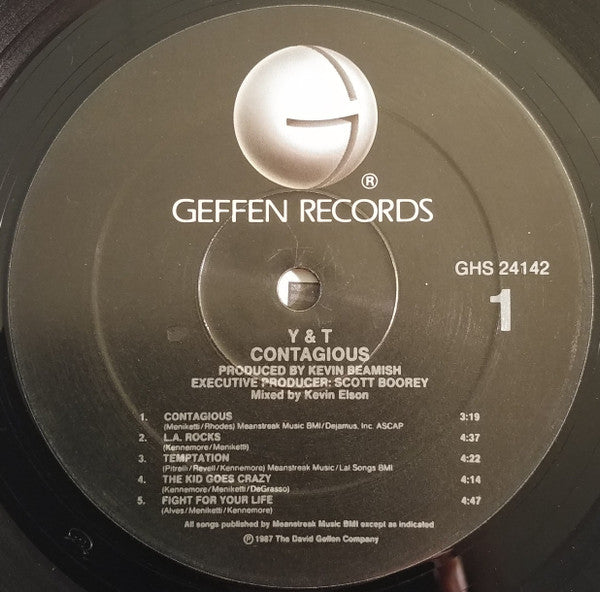 ®
GEFFEN RECORDS
GHS 24142
1
Y & T
CONTAGIOUS
PRODUCED BY KEVIN BEAMISH
EXECUTIVE PRODUCER: SCOTT BOOREY
Mixed by Kevin Elson
1. CONTAGIOUS 3:19
(Meniketti/Rhodes) Meanstreak Music BMI/Dejamus, Inc. ASCAP
2. L.A. ROCKS 4:37
(Kennemore/Meniketti)
3. TEMPTATION 4:22
(Pitrelli/Revell/Kennemore) Meanstreak Music/Lal Songs BMI
4. THE KID GOES CRAZY 4:14
(Kennemore/Meniketti/DeGrasso)
5. FIGHT FOR YOUR LIFE 4:47
(Alves/Meniketti/Kennemore)
All songs published by Meanstreak Music BMI except as indicated
℗ 1987 The David Geffen Company